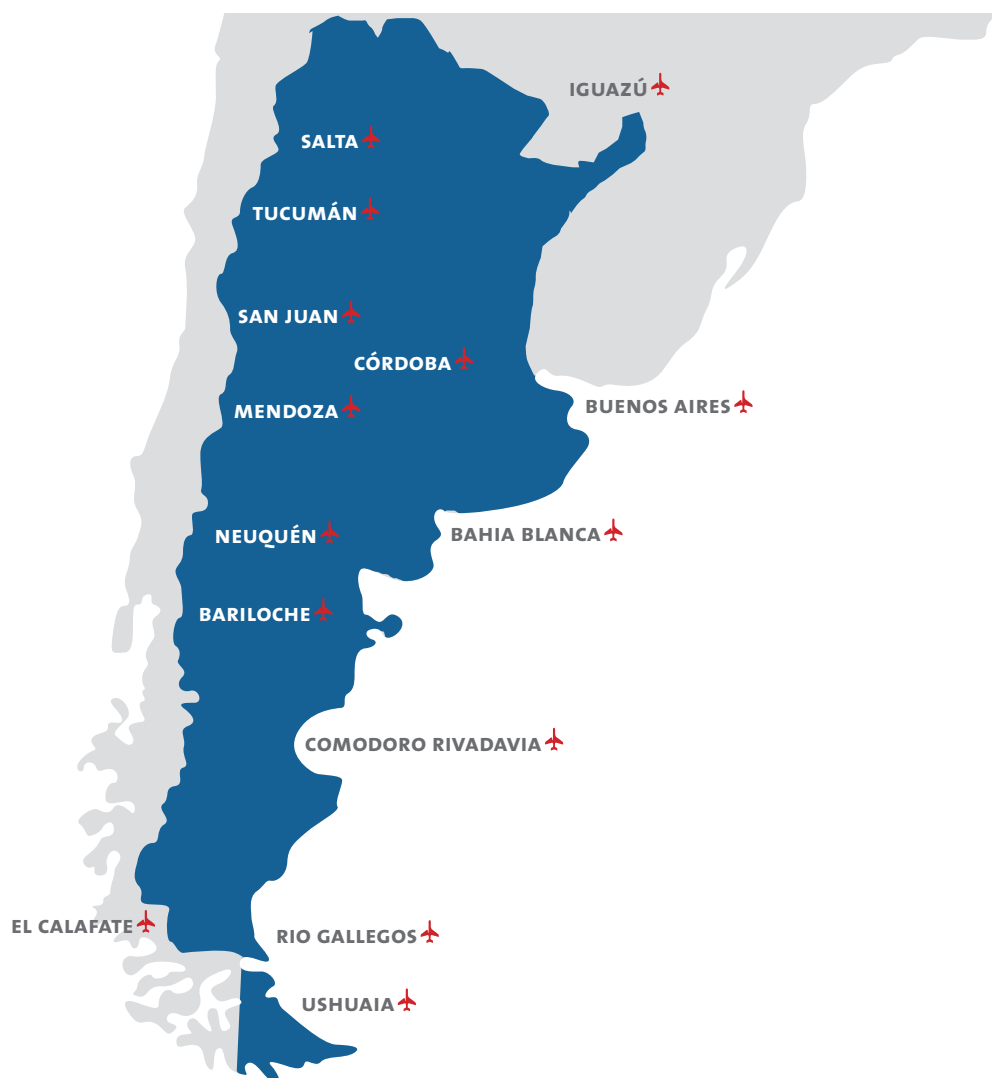 IGUAZÚ
SALTA
TUCUMÁN
SAN JUAN
CÓRDOBA
BUENOS AIRES
MENDOZA
BAHIA BLANCA
NEUQUÉN
BARILOCHE
COMODORO RIVADAVIA
EL CALAFATE
RIO GALLEGOS
USHUAIA